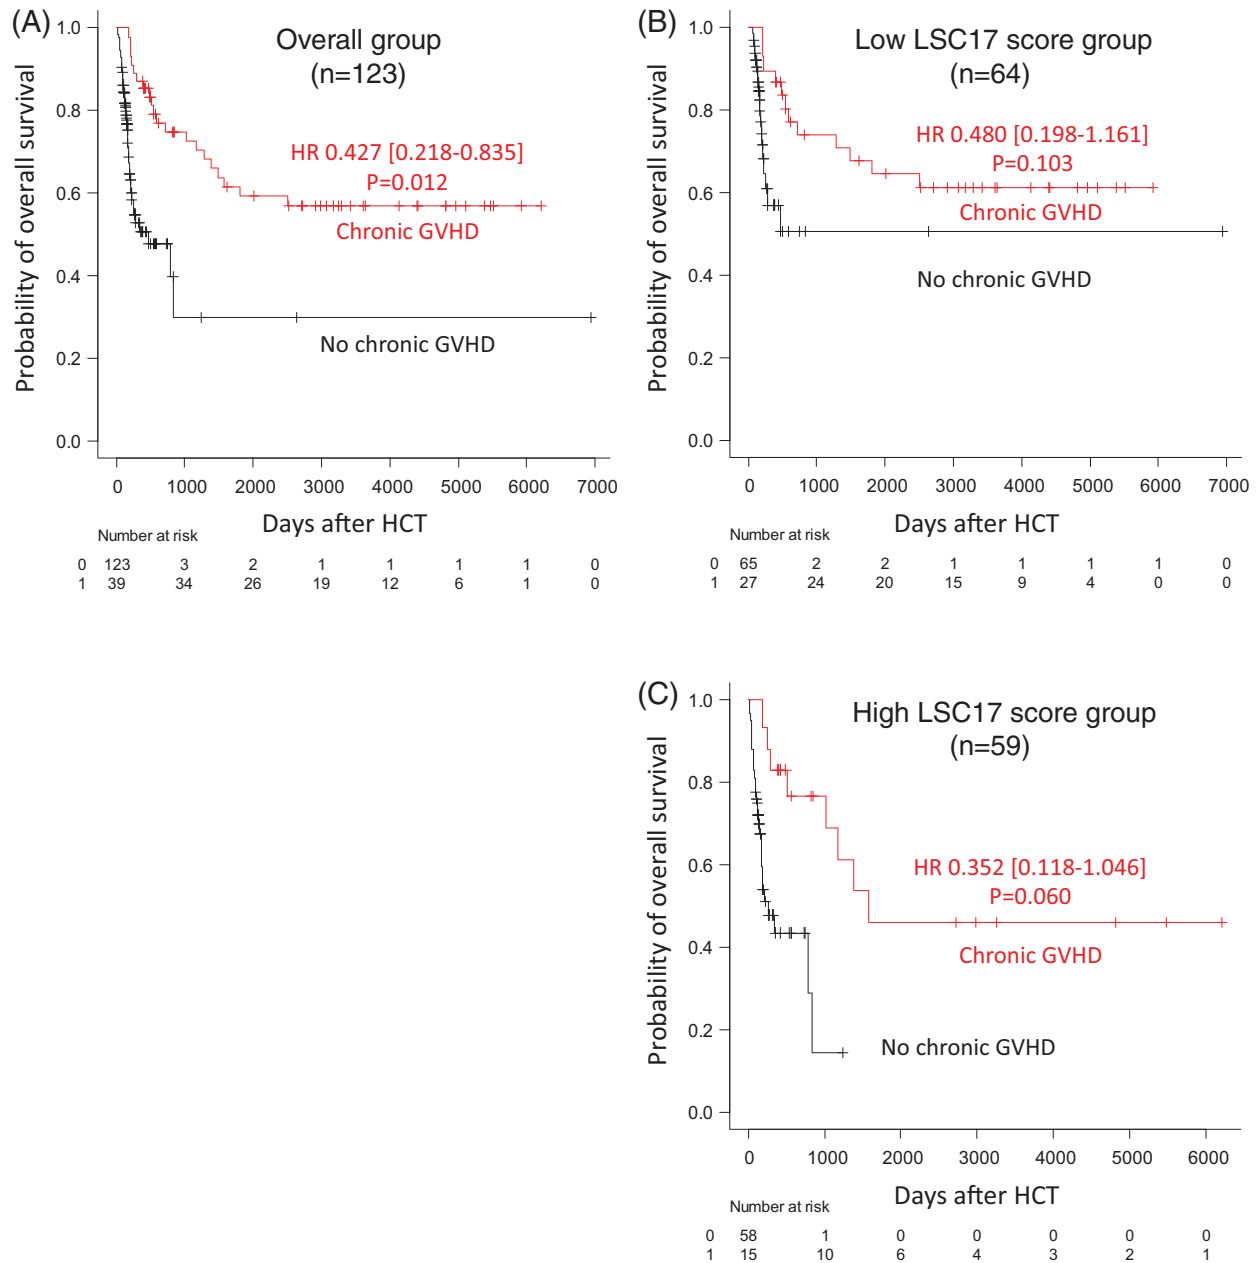 (A)
Overall group
(n=123)
Probability of overall survival
1.0
0.8
0.6
0.4
0.2
0.0
HR 0.427 [0.218-0.835]
P=0.012
Chronic GVHD
No chronic GVHD
0 1000 2000 3000 4000 5000 6000 7000
Days after HCT
Number at risk
0 123 3 2 1 1 1 1 0
1 39 34 26 19 12 6 1 0
(B)
Low LSC17 score group
(n=64)
Probability of overall survival
1.0
0.8
0.6
0.4
0.2
0.0
HR 0.480 [0.198-1.161]
P=0.103
Chronic GVHD
No chronic GVHD
0 1000 2000 3000 4000 5000 6000 7000
Days after HCT
Number at risk
0 65 2 2 1 1 1 1 0
1 27 24 20 15 9 4 0 0
(C)
High LSC17 score group
(n=59)
Probability of overall survival
1.0
0.8
0.6
0.4
0.2
0.0
HR 0.352 [0.118-1.046]
P=0.060
Chronic GVHD
No chronic GVHD
0 1000 2000 3000 4000 5000 6000
Days after HCT
Number at risk
0 58 1 0 0 0 0 0
1 15 10 6 4 3 2 1